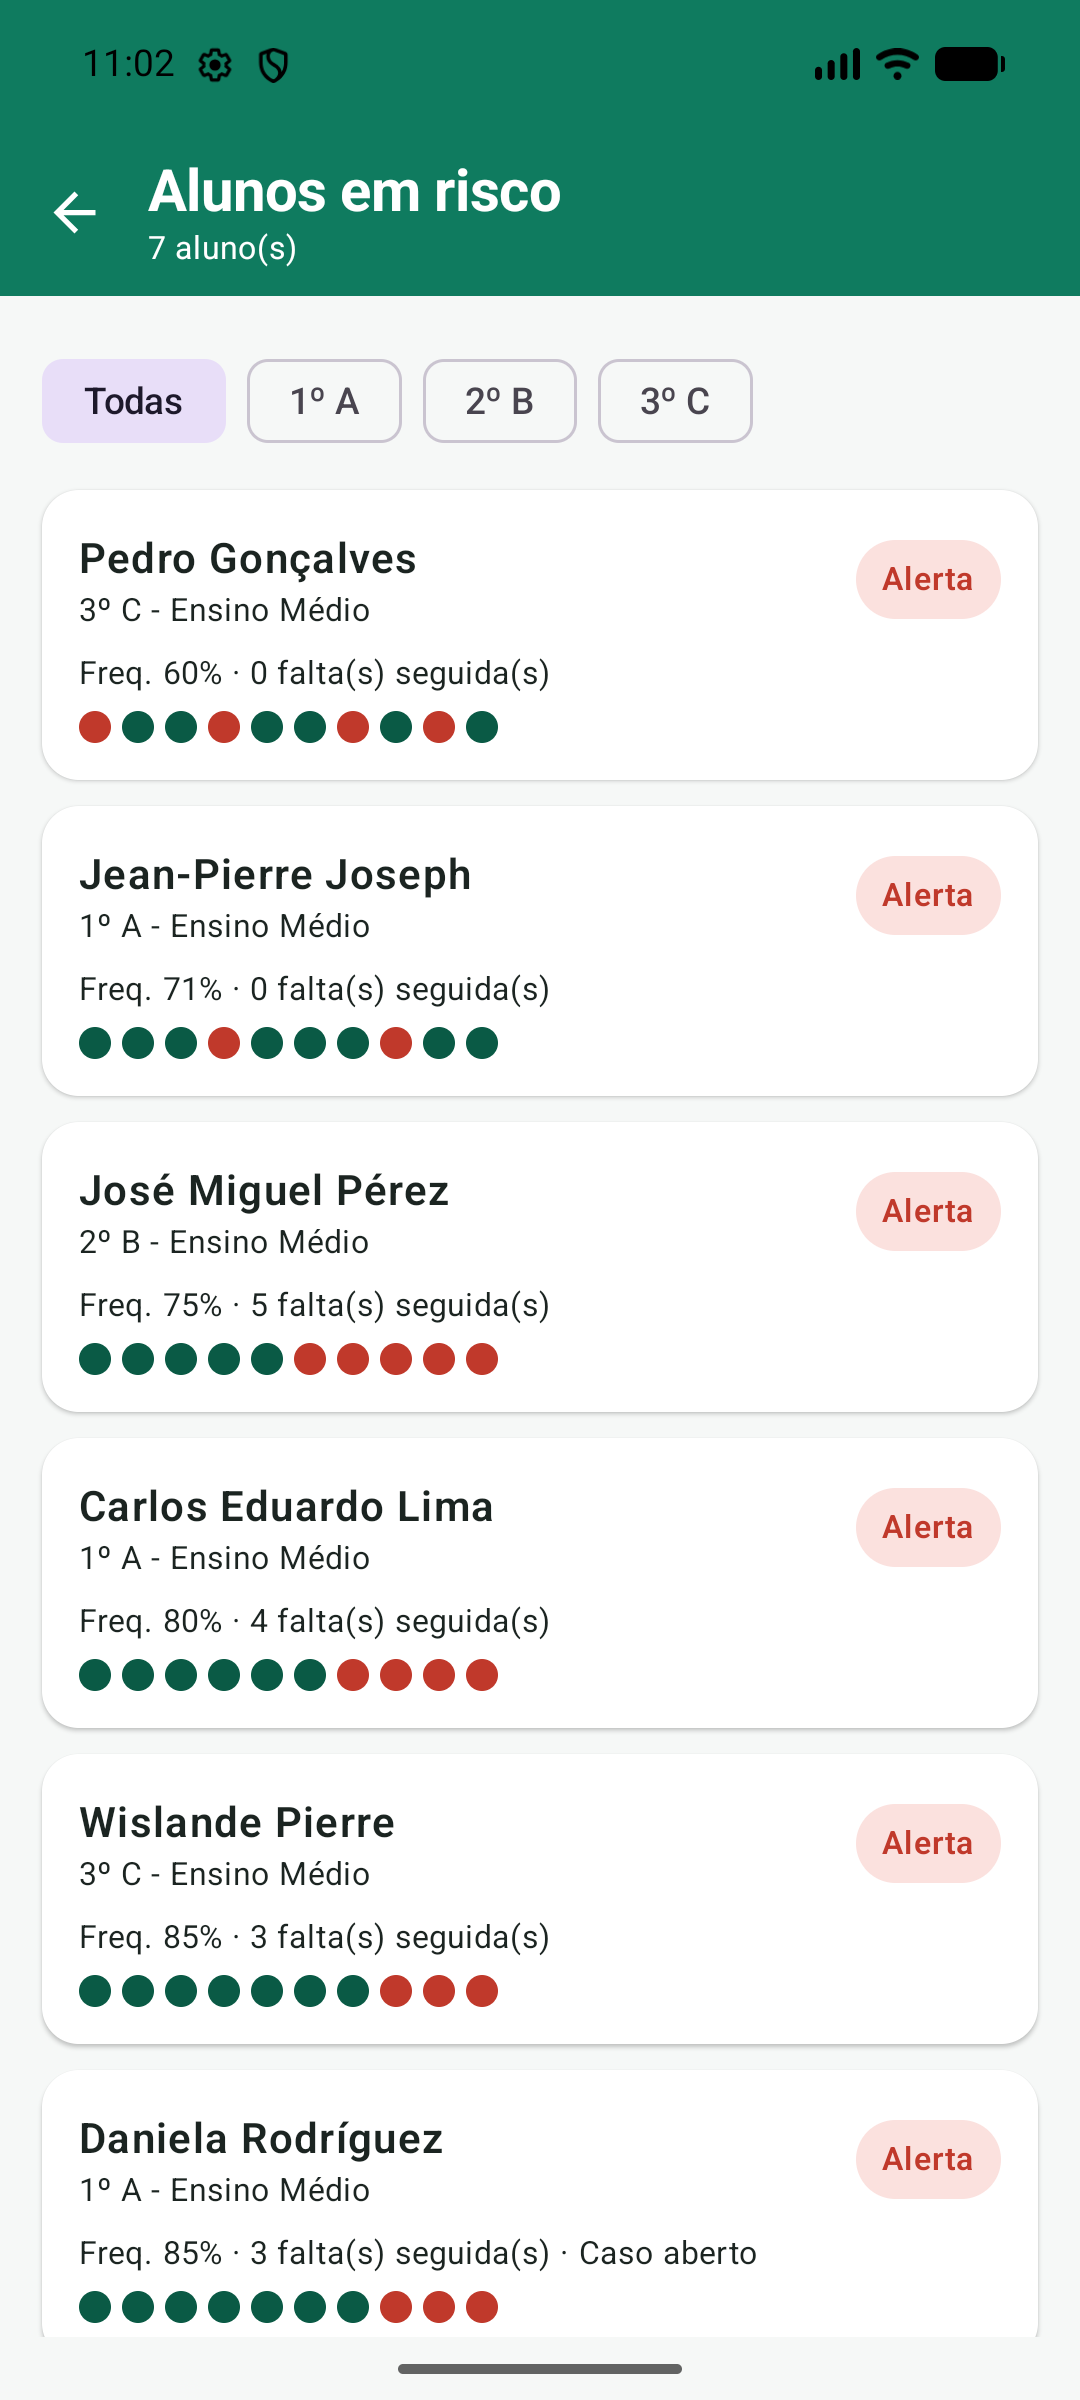 11:02
Alunos em risco
7 aluno(s)
Todas
1º A
2º B
3º C
Pedro Gonçalves
Alerta
3º C - Ensino Médio
Freq. 60% · 0 falta(s) seguida(s)
Jean-Pierre Joseph
Alerta
1º A - Ensino Médio
Freq. 71% · 0 falta(s) seguida(s)
José Miguel Pérez
Alerta
2º B - Ensino Médio
Freq. 75% · 5 falta(s) seguida(s)
Carlos Eduardo Lima
Alerta
1º A - Ensino Médio
Freq. 80% · 4 falta(s) seguida(s)
Wislande Pierre
Alerta
3º C - Ensino Médio
Freq. 85% · 3 falta(s) seguida(s)
Daniela Rodríguez
Alerta
1º A - Ensino Médio
Freq. 85% · 3 falta(s) seguida(s) · Caso aberto